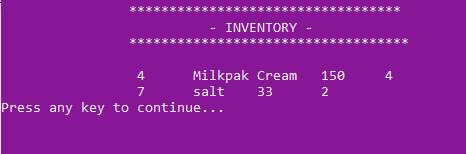 **********************************
- INVENTORY -
***********************************
4 Milkpak Cream 150 4
7 salt 33 2
Press any key to continue...